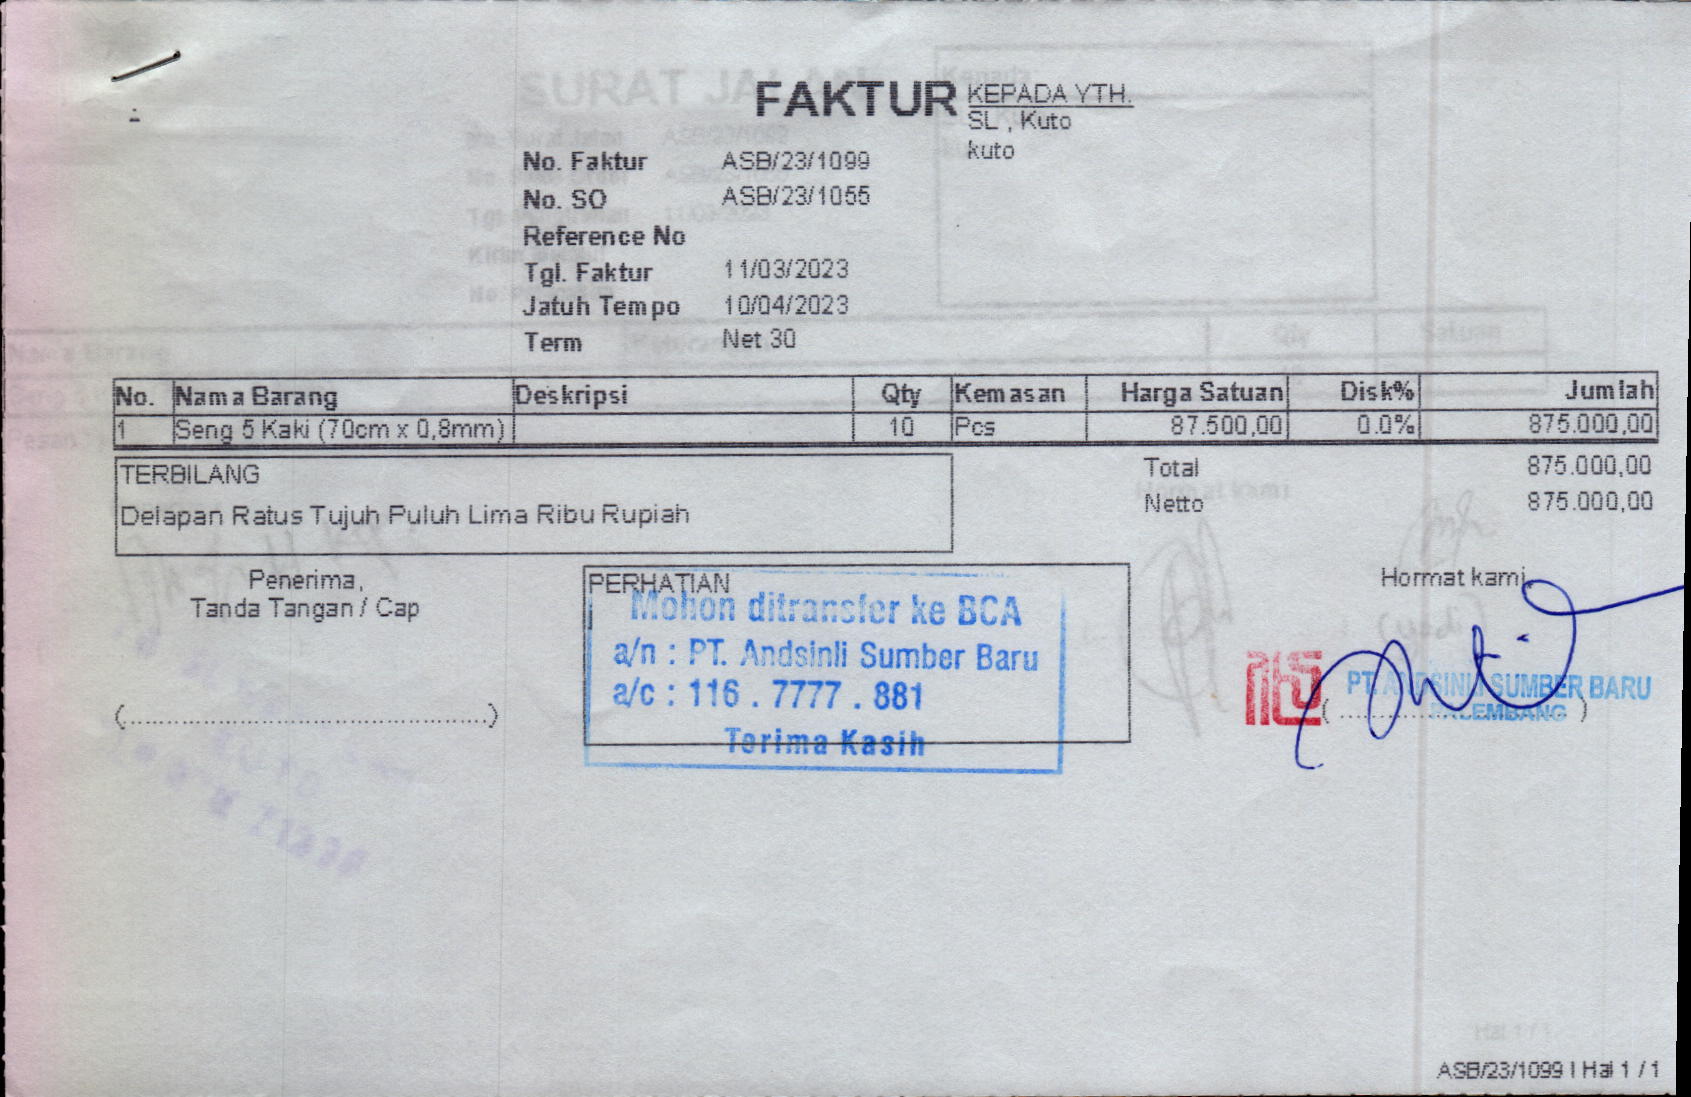 FAKTUR
KEPADA YTH.
SL , Kuto
kuto
No. Faktur ASB/23/1099
No. SO ASB/23/1055
Reference No
Tgl. Faktur 11/03/2023
Jatuh Tempo 10/04/2023
Term Net 30
No. Nama Barang Deskripsi Qty Kemasan Harga Satuan Disk% Jumlah
1 Seng 5 Kaki (70cm x 0,8mm) 10 Pcs 87.500,00 0.0% 875.000,00
TERBILANG
Delapan Ratus Tujuh Puluh Lima Ribu Rupiah
Total 875.000,00
Netto 875.000,00
Penerima,
Tanda Tangan / Cap
(................................................)
PERHATIAN
Mohon ditransfer ke BCA
a/n : PT. Andsinli Sumber Baru
a/c : 116 . 7777 . 881
Terima Kasih
Hormat kami
PT. ANDSINLI SUMBER BARU
PALEMBANG
ASB/23/1099 | Hal 1 / 1